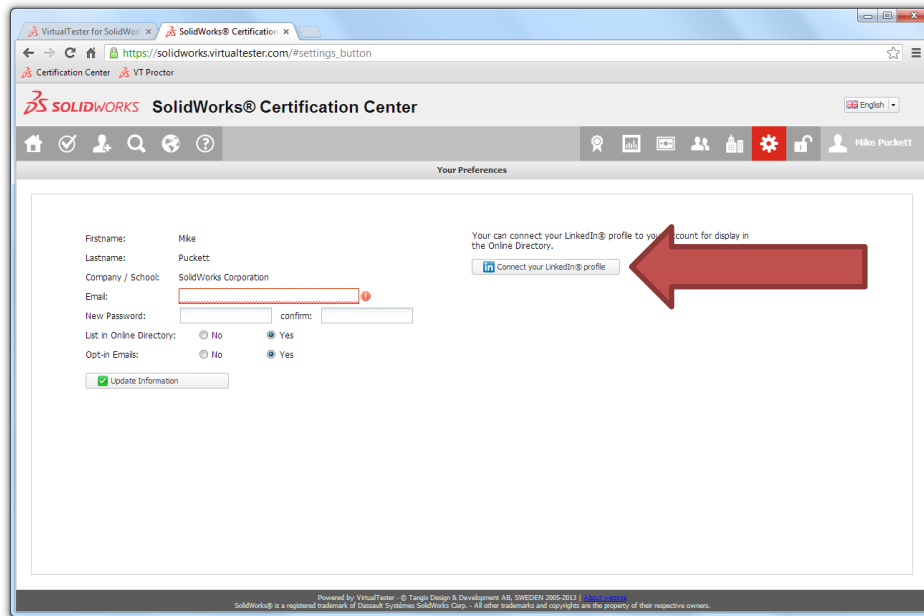 VirtualTester for SolidWorl
SolidWorks® Certification
https://solidworks.virtualtester.com/#settings_button
Certification Center
VT Proctor
SOLIDWORKS SolidWorks® Certification Center
English
Mike Puckett
Your Preferences
Firstname: Mike
Lastname: Puckett
Company / School: SolidWorks Corporation
Email:
New Password: confirm:
List in Online Directory: No Yes
Opt-in Emails: No Yes
Update Information
Your can connect your LinkedIn® profile to your account for display in
the Online Directory.
in Connect your LinkedIn® profile
Powered by VirtualTester - © Tangix Design & Development AB, SWEDEN 2005-2013 | About website
SolidWorks® is a registered trademark of Dassault Systèmes SolidWorks Corp. - All other trademarks and copyrights are the property of their respective owners.